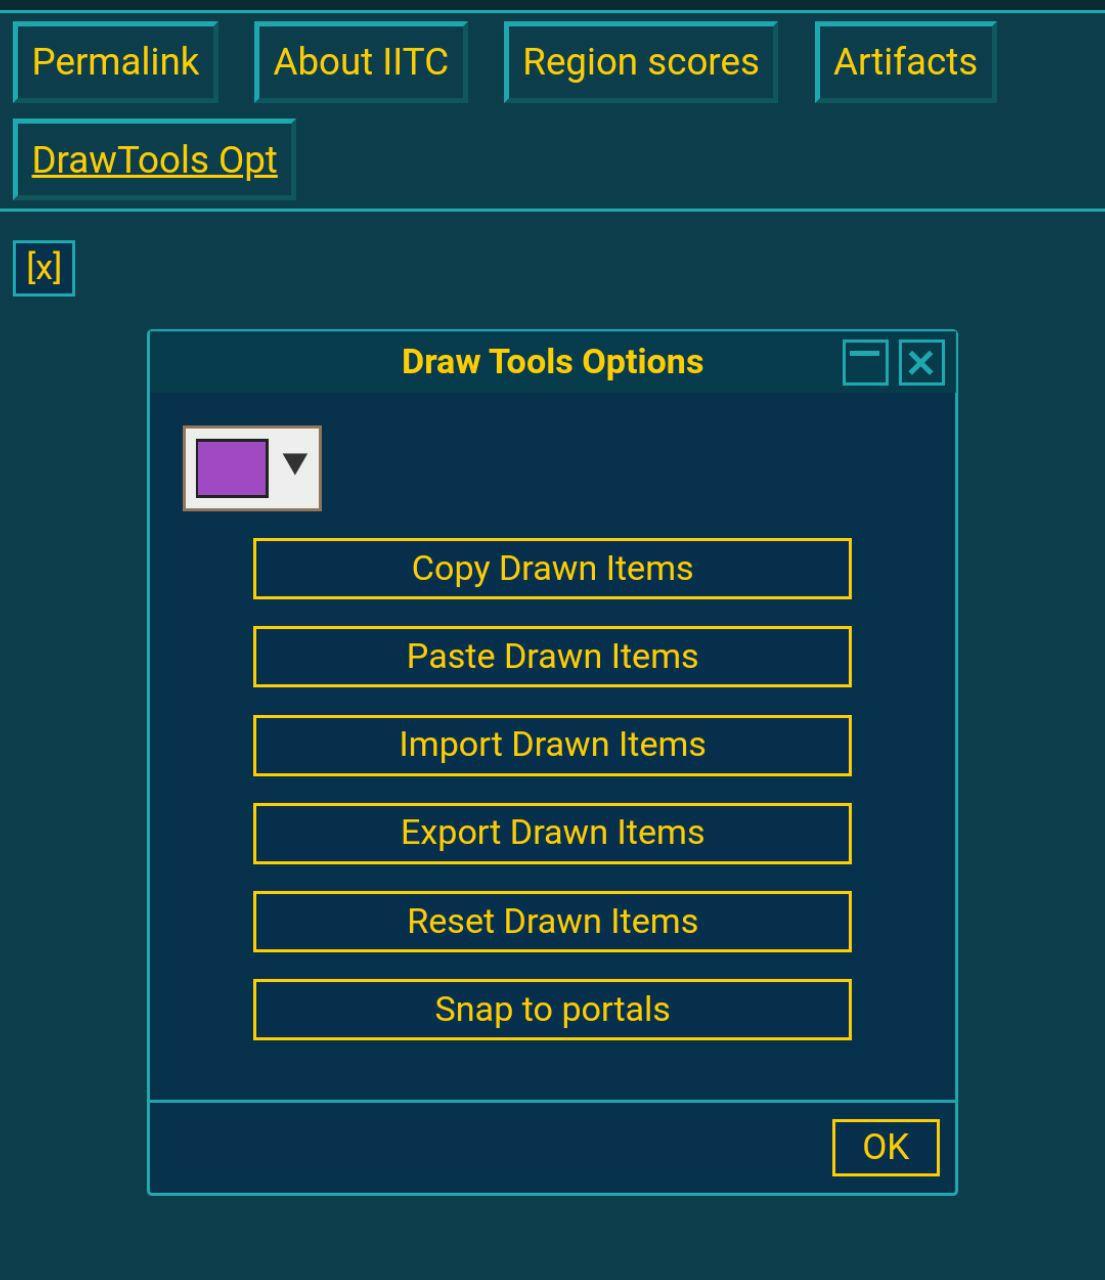 Permalink About IITC Region scores Artifacts
DrawTools Opt
[x]
Draw Tools Options
Copy Drawn Items
Paste Drawn Items
Import Drawn Items
Export Drawn Items
Reset Drawn Items
Snap to portals
OK